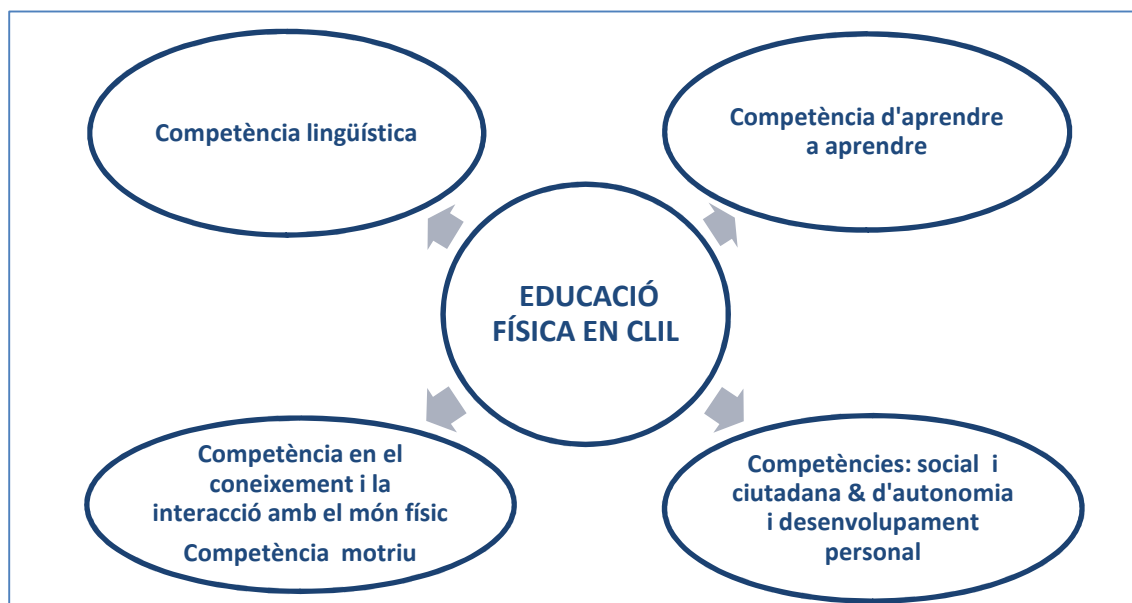 Competència lingüística
Competència d'aprendre
a aprendre
EDUCACIÓ
FÍSICA EN CLIL
Competència en el
coneixement i la
interacció amb el món físic
Competència motriu
Competències: social i
ciutadana & d'autonomia
i desenvolupament
personal